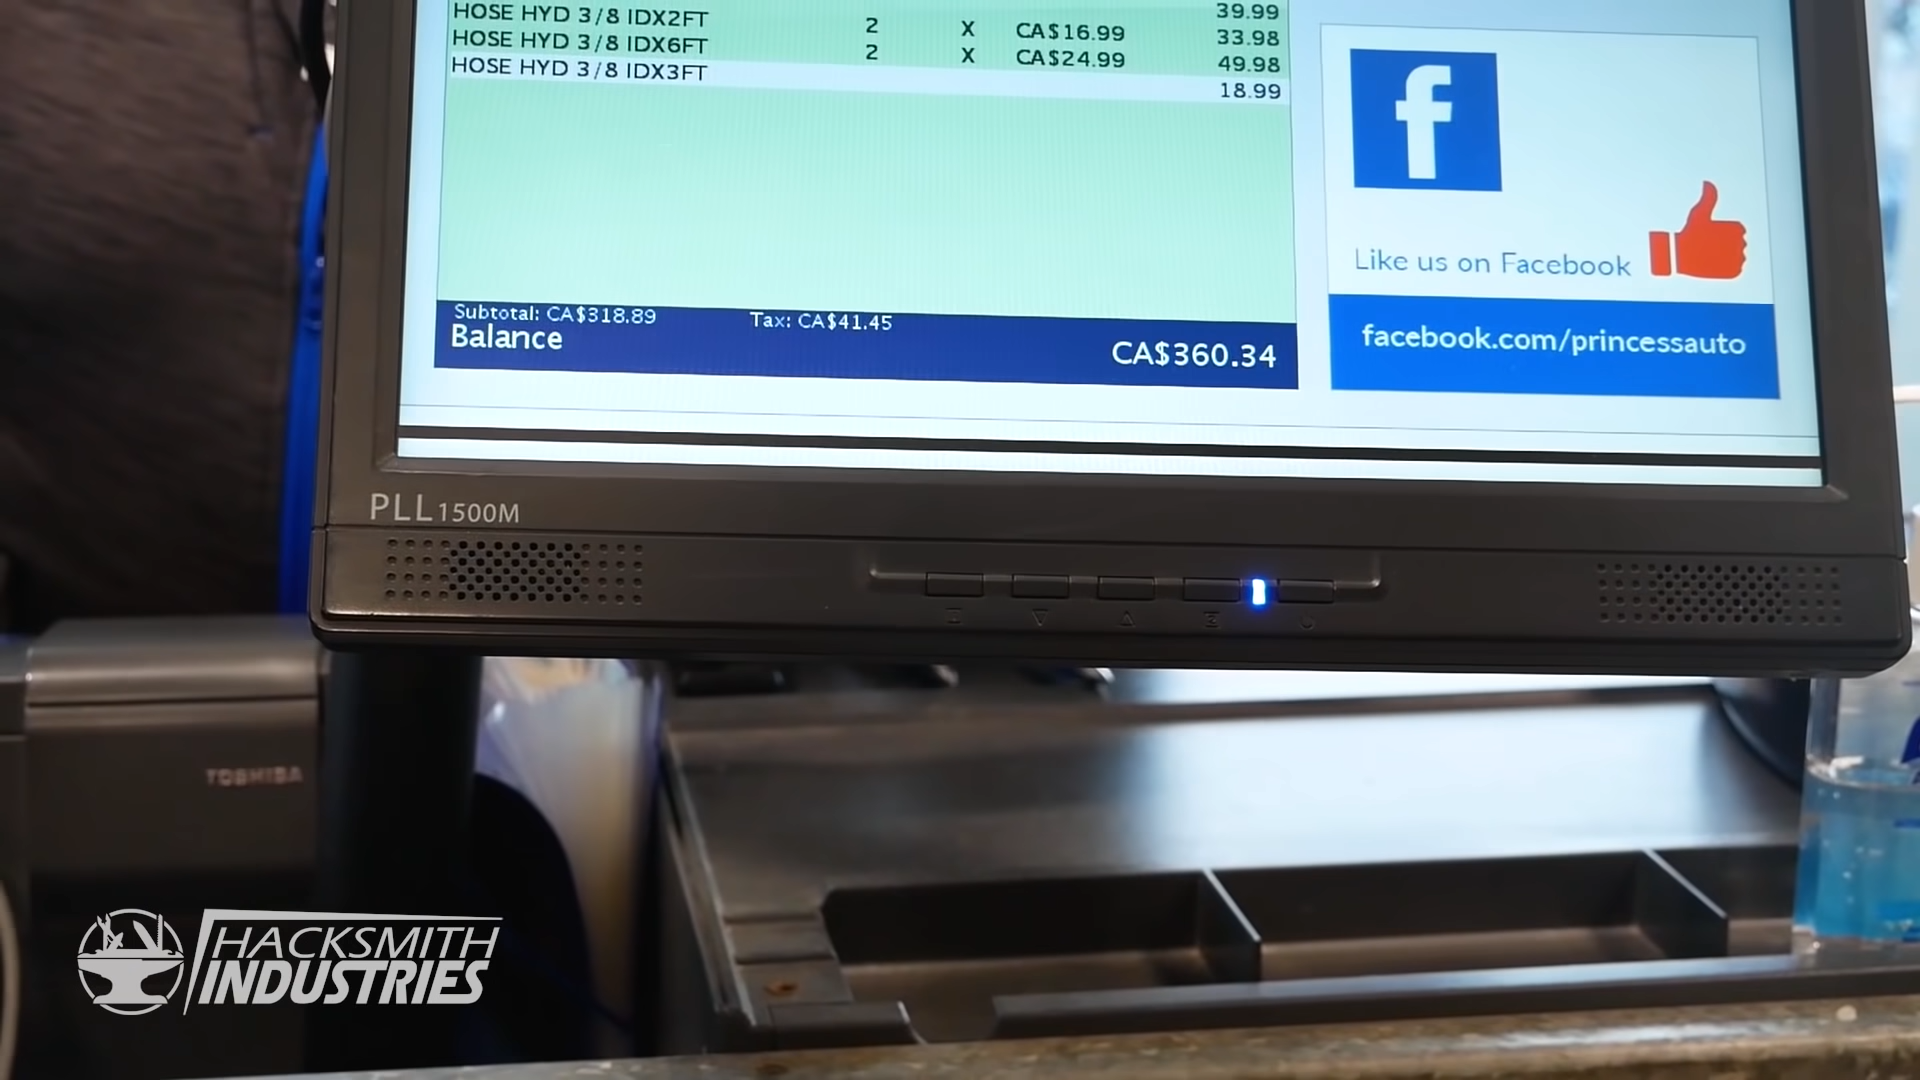 39.99
HOSE HYD 3/8 IDX2FT 2 X CA$16.99 33.98
HOSE HYD 3/8 IDX6FT 2 X CA$24.99 49.98
HOSE HYD 3/8 IDX3FT 18.99
Subtotal: CA$318.89 Tax: CA$41.45
Balance CA$360.34
f
Like us on Facebook
facebook.com/princessauto
PLL1500M
TOSHIBA
HACKSMITH
INDUSTRIES